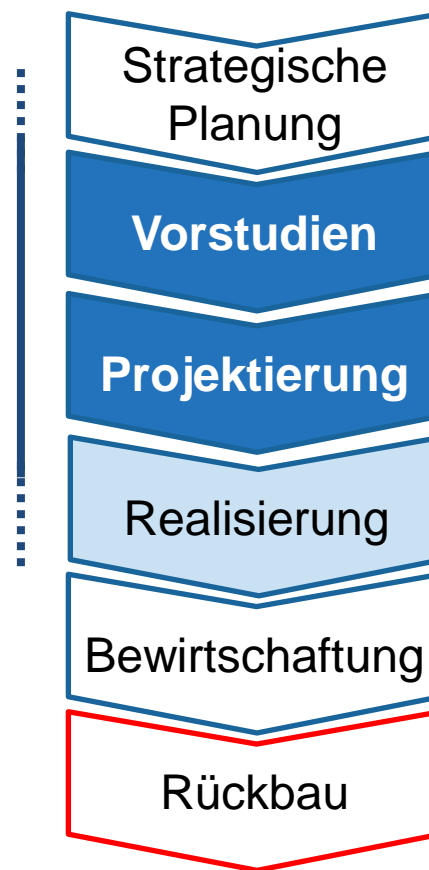 Strategische
Planung
Vorstudien
Projektierung
Realisierung
Bewirtschaftung
Rückbau